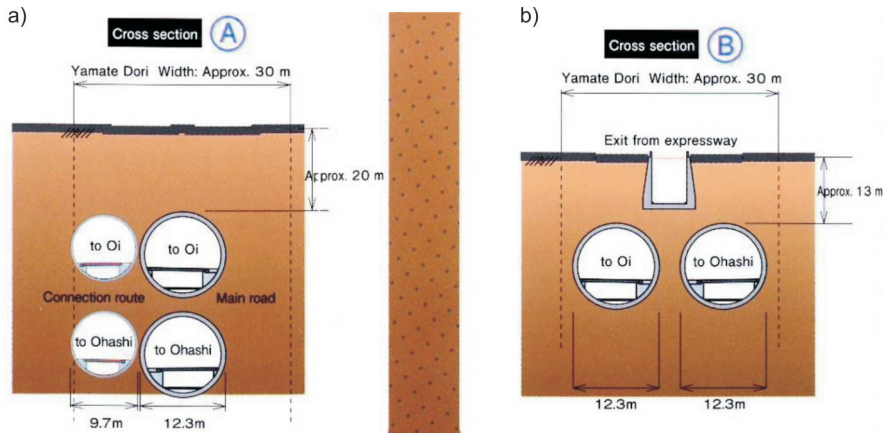 a)
Cross section A
Yamate Dori Width: Approx. 30 m
Approx. 20 m
to Oi
to Oi
Connection route
Main road
to Ohashi
to Ohashi
9.7m
12.3m
b)
Cross section B
Yamate Dori Width: Approx. 30 m
Exit from expressway
Approx. 13 m
to Oi
to Ohashi
12.3m
12.3m